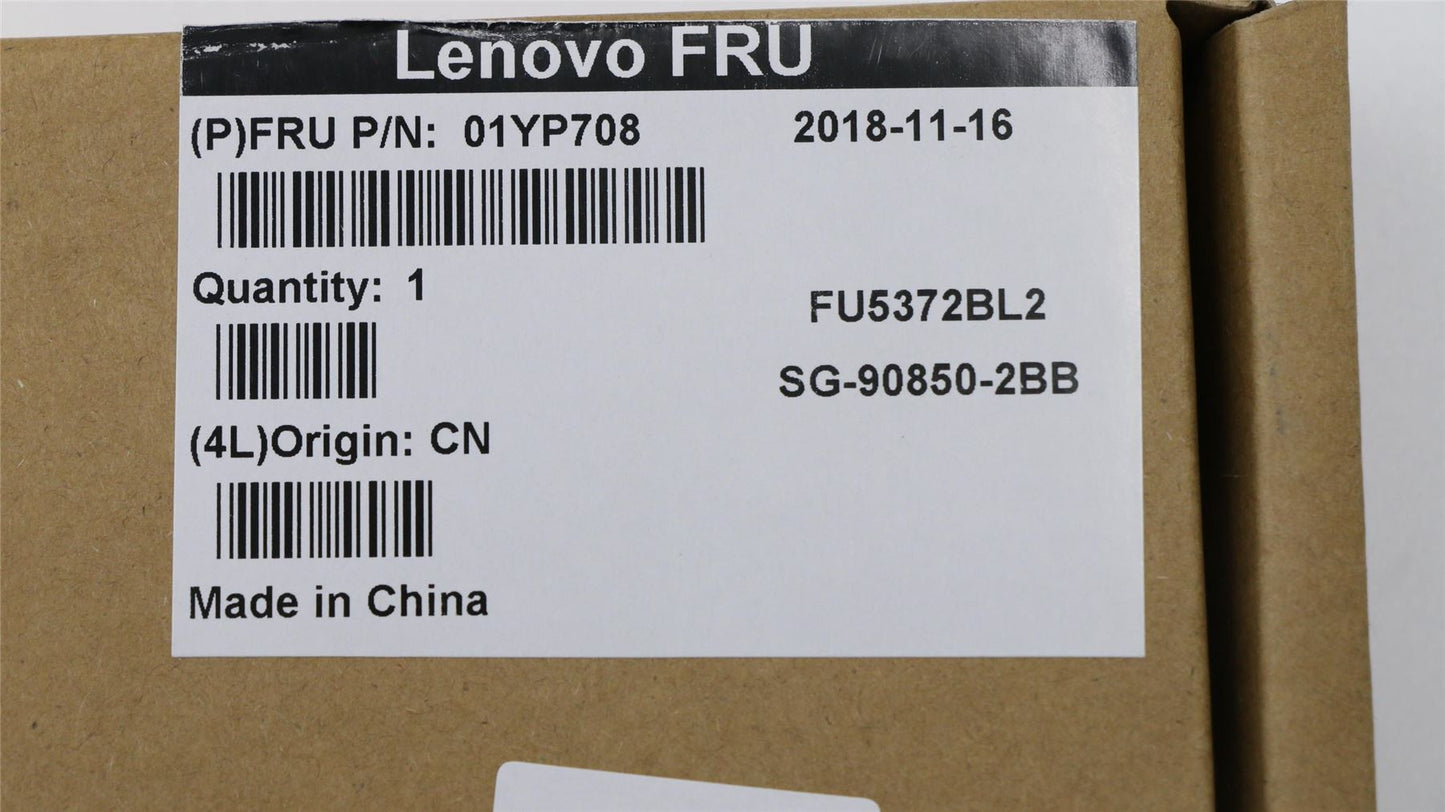 Lenovo FRU
(P)FRU P/N: 01YP708
2018-11-16
Quantity: 1
FU5372BL2
SG-90850-2BB
(4L)Origin: CN
Made in China